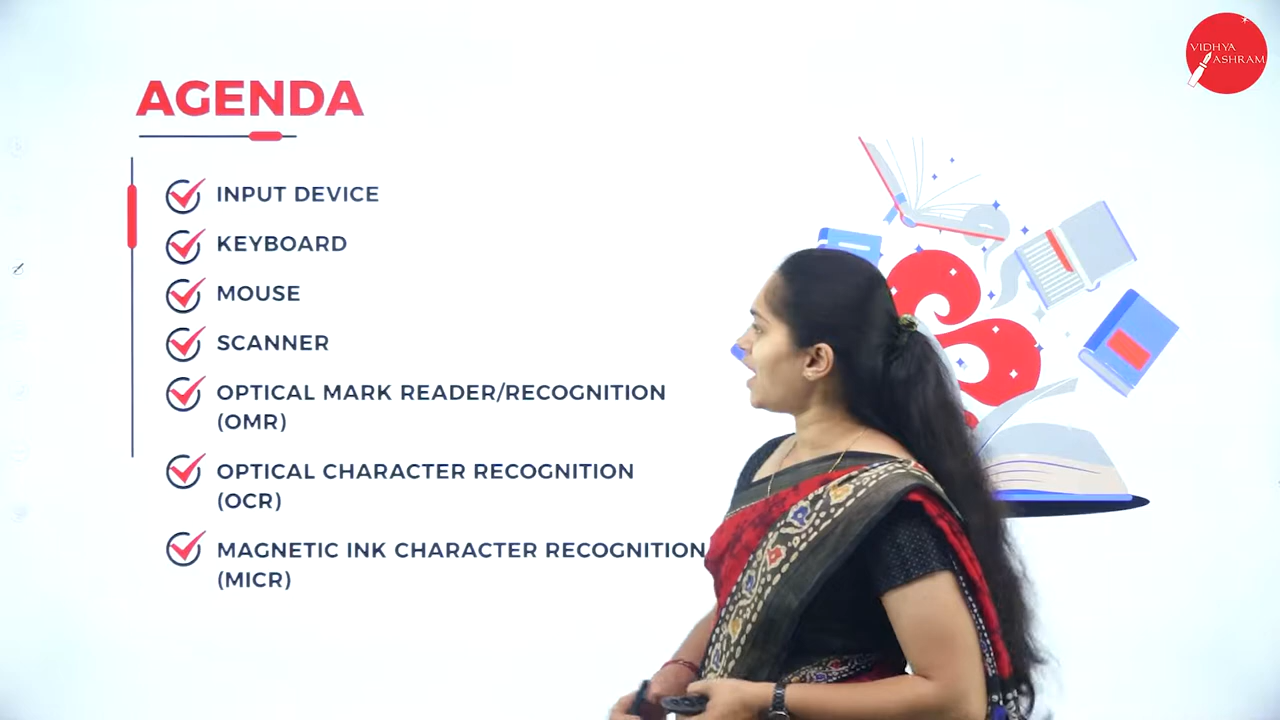 VIDHYA
ASHRAM
AGENDA
INPUT DEVICE
KEYBOARD
MOUSE
SCANNER
OPTICAL MARK READER/RECOGNITION
(OMR)
OPTICAL CHARACTER RECOGNITION
(OCR)
MAGNETIC INK CHARACTER RECOGNITION
(MICR)